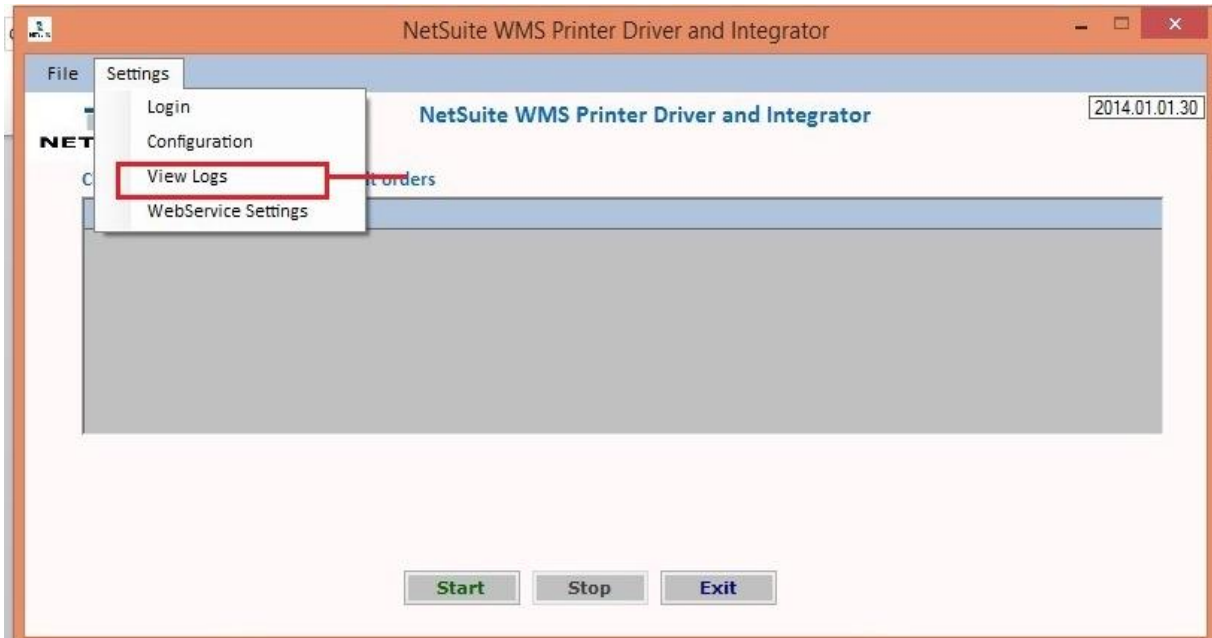 NetSuite WMS Printer Driver and Integrator
File Settings
Login
NetSuite WMS Printer Driver and Integrator
2014.01.01.30
NET
Configuration
View Logs
orders
WebService Settings
Start Stop Exit